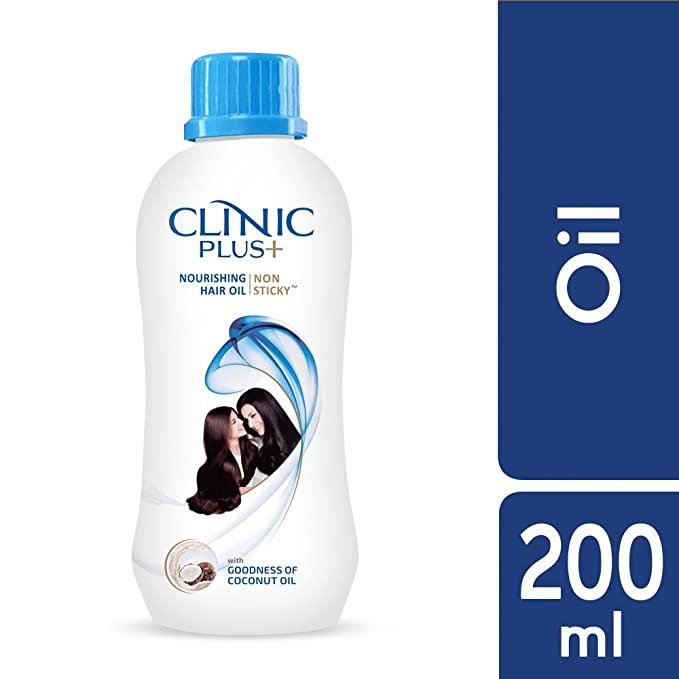 CLINIC
PLUS+
NOURISHING
HAIR OIL
NON
STICKY~
with
GOODNESS OF
COCONUT OIL
Oil
200
ml